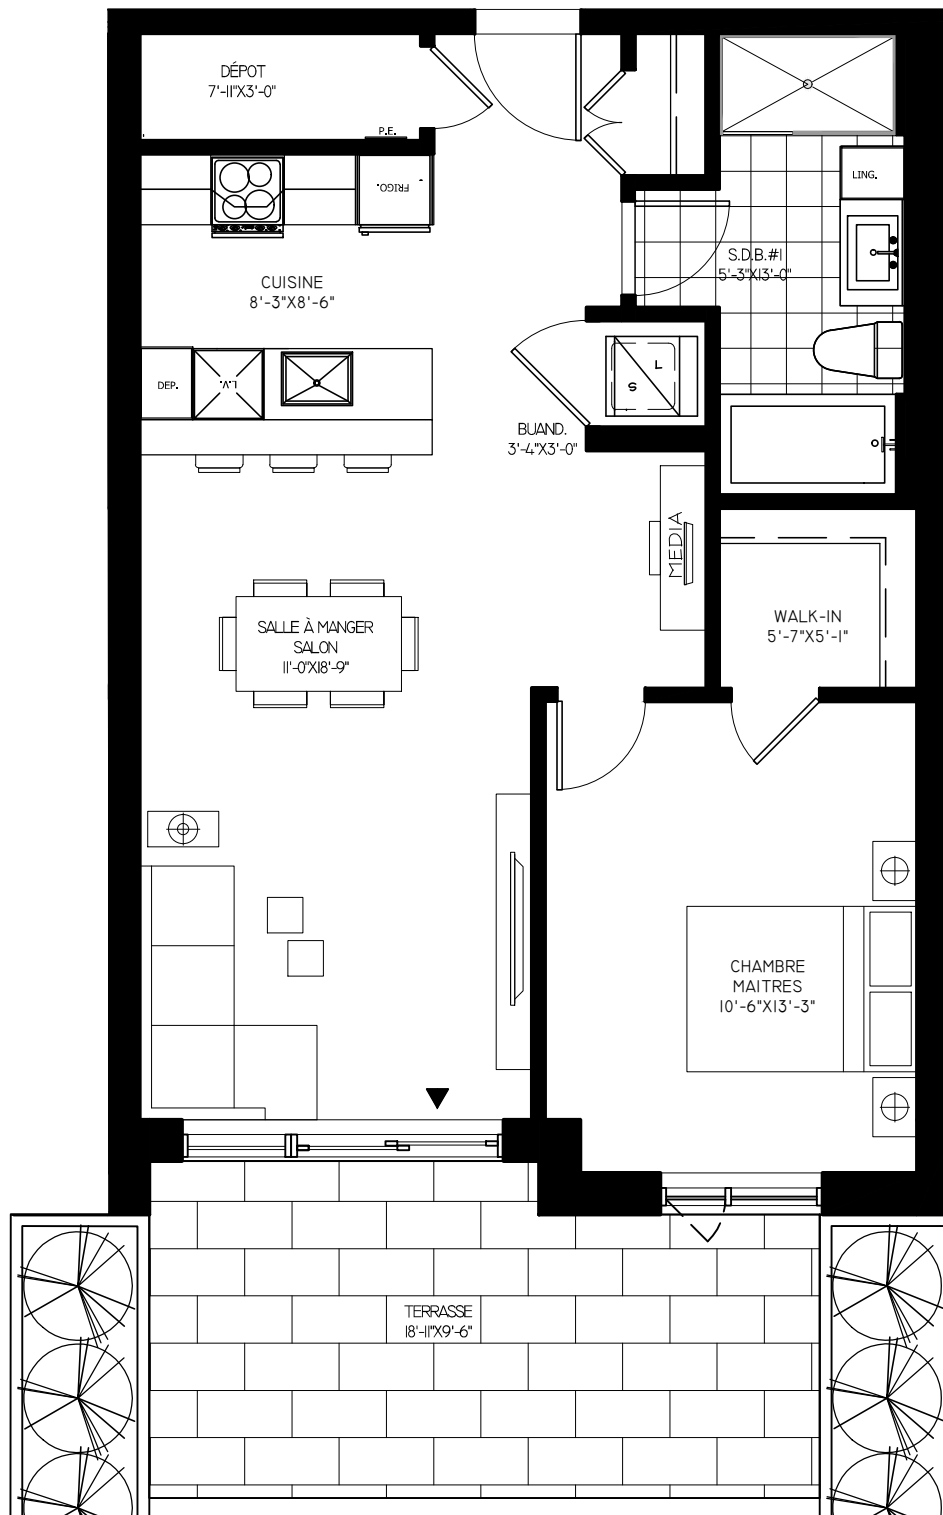 DÉPOT
7'-11"X3'-0"
P.E.
FRIGO.
LING.
S.D.B.#1
5'-3"X13'-0"
CUISINE
8'-3"X8'-6"
DEP.
L.V.
L
S
BUAND.
3'-4"X3'-0"
MEDIA
SALLE À MANGER
SALON
11'-0"X18'-9"
WALK-IN
5'-7"X5'-1"
CHAMBRE
MAITRES
10'-6"X13'-3"
TERRASSE
18'-11"X9'-6"